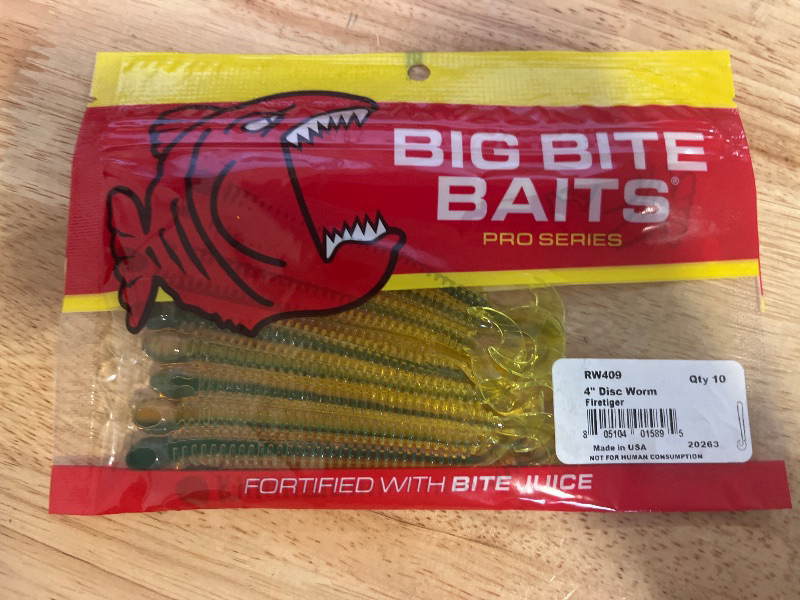 BIG BITE
BAITS®
PRO SERIES
RW409 Qty 10
4" Disc Worm
Firetiger
8 05104 01589 5
Made in USA 20263
NOT FOR HUMAN CONSUMPTION
FORTIFIED WITH BITE JUICE